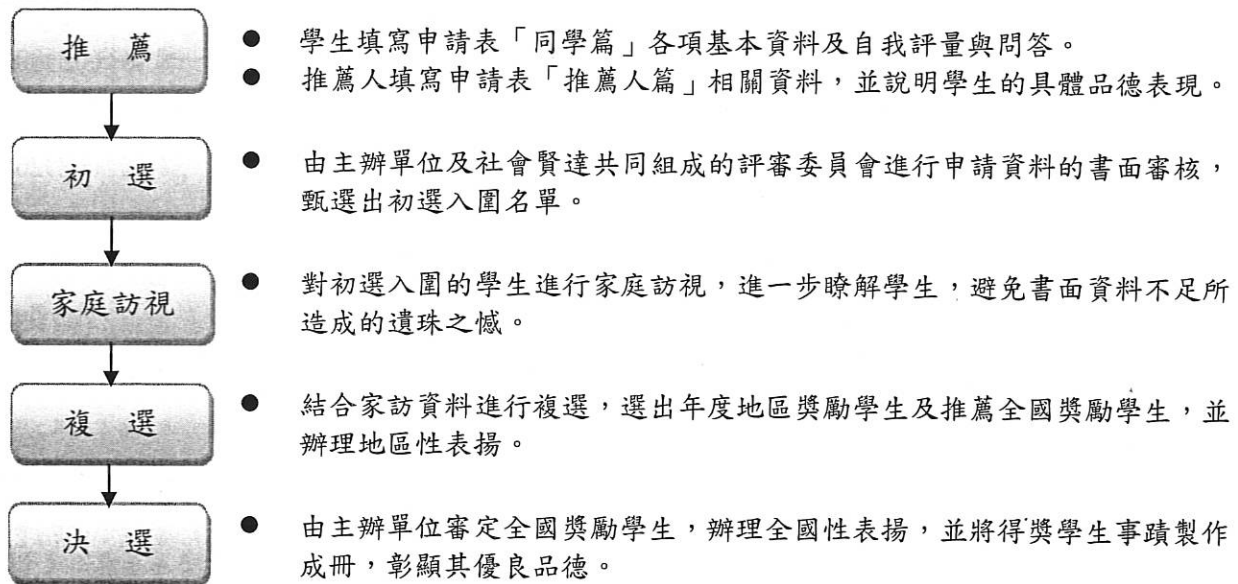 推 薦
● 學生填寫申請表「同學篇」各項基本資料及自我評量與問答。
● 推薦人填寫申請表「推薦人篇」相關資料，並說明學生的具體品德表現。
初 選
● 由主辦單位及社會賢達共同組成的評審委員會進行申請資料的書面審核，
甄選出初選入圍名單。
家庭訪視
● 對初選入圍的學生進行家庭訪視，進一步瞭解學生，避免書面資料不足所
造成的遺珠之憾。
複 選
● 結合家訪資料進行複選，選出年度地區獎勵學生及推薦全國獎勵學生，並
辦理地區性表揚。
決 選
● 由主辦單位審定全國獎勵學生，辦理全國性表揚，並將得獎學生事蹟製作
成冊，彰顯其優良品德。